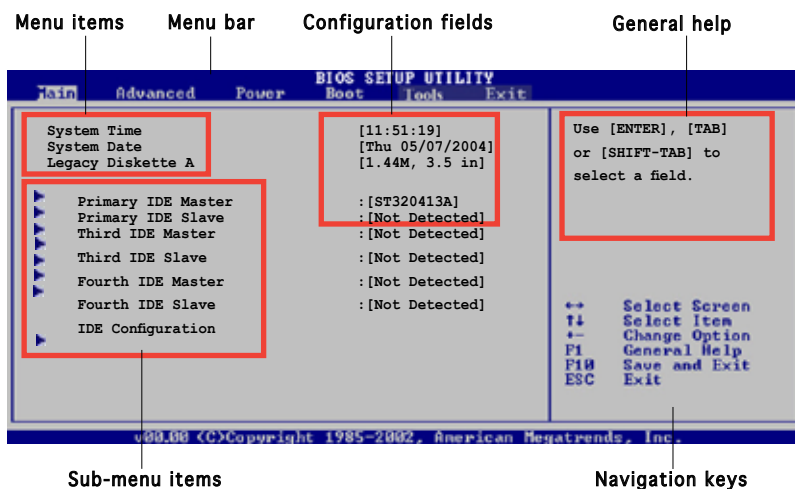 Menu items Menu bar Configuration fields General help
BIOS SETUP UTILITY
Main Advanced Power Boot Tools Exit
System Time [11:51:19]
System Date [Thu 05/07/2004]
Legacy Diskette A [1.44M, 3.5 in]
Primary IDE Master :[ST320413A]
Primary IDE Slave :[Not Detected]
Third IDE Master :[Not Detected]
Third IDE Slave :[Not Detected]
Fourth IDE Master :[Not Detected]
Fourth IDE Slave :[Not Detected]
IDE Configuration
Use [ENTER], [TAB]
or [SHIFT-TAB] to
select a field.
↔ Select Screen
↑↓ Select Item
+- Change Option
F1 General Help
F10 Save and Exit
ESC Exit
v00.00 (C)Copyright 1985-2002, American Megatrends, Inc.
Sub-menu items Navigation keys